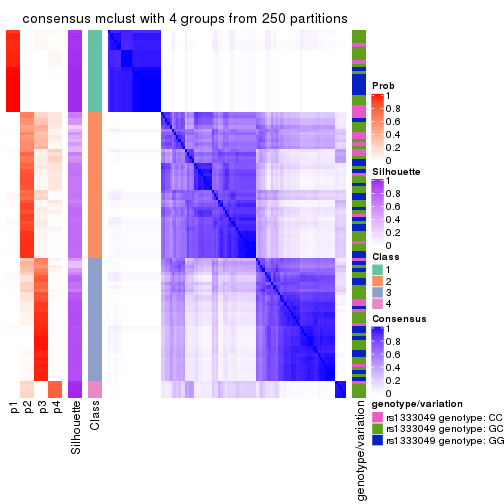 consensus mclust with 4 groups from 250 partitions
Prob
1
0.8
0.6
0.4
0.2
0
Silhouette
1
0.8
0.6
0.4
0.2
0
Class
1
2
3
4
Consensus
1
0.8
0.6
0.4
0.2
0
genotype/variation
rs1333049 genotype: CC
rs1333049 genotype: GC
rs1333049 genotype: GG
p1
p2
p3
p4
Silhouette
Class
genotype/variation